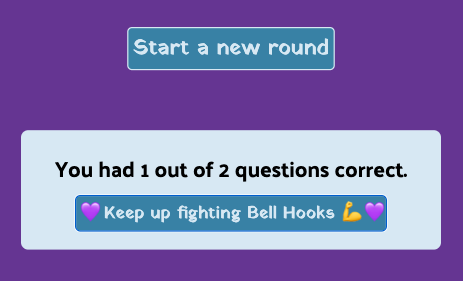 Start a new round
You had 1 out of 2 questions correct.
💜 Keep up fighting Bell Hooks 💪💜